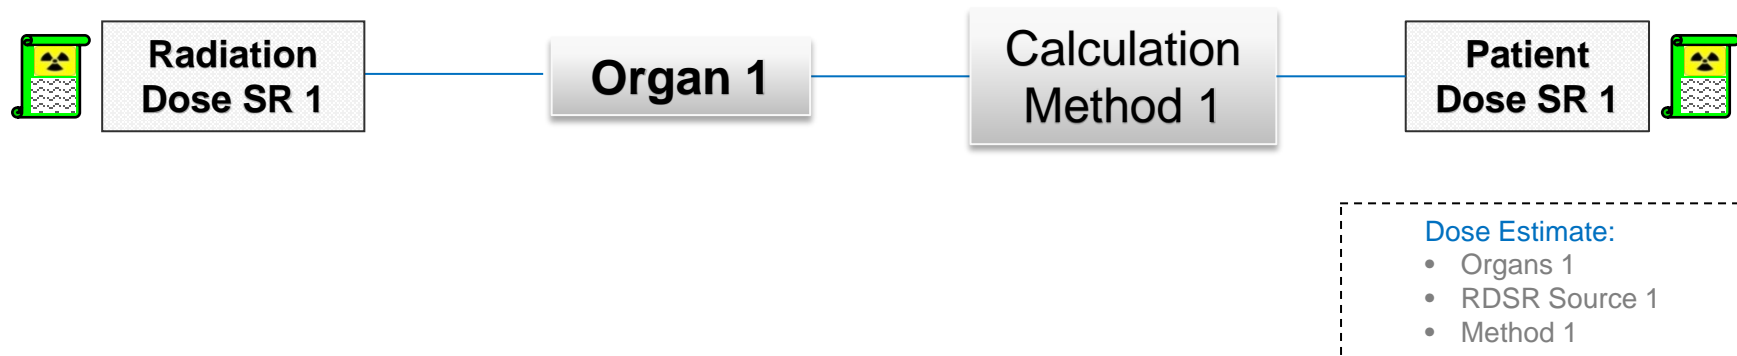 Radiation
Dose SR 1
Organ 1
Calculation
Method 1
Patient
Dose SR 1
Dose Estimate:
• Organs 1
• RDSR Source 1
• Method 1